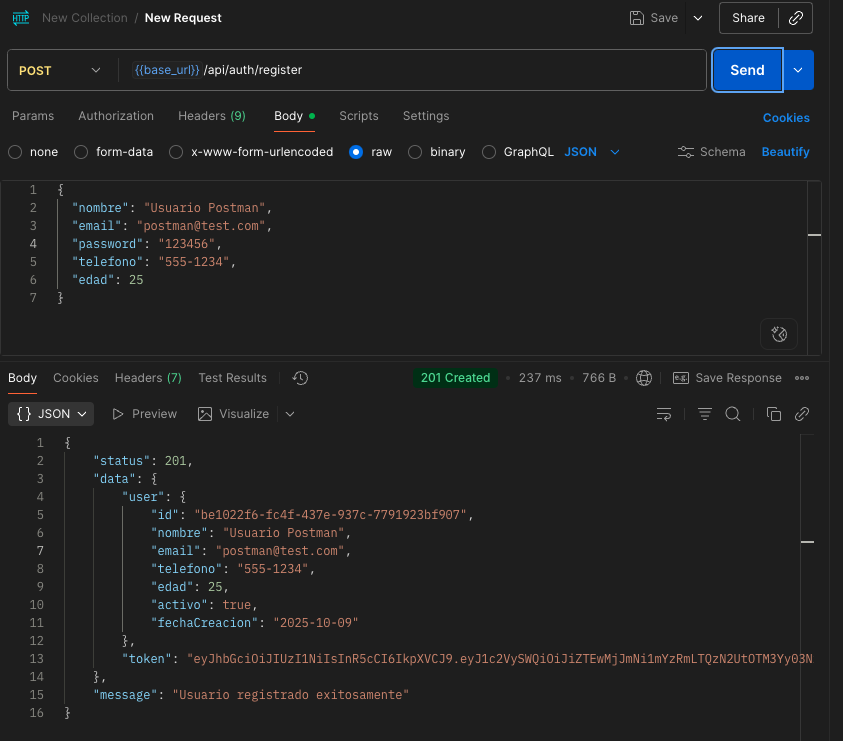 HTTP New Collection / New Request Save Share
POST {{base_url}} /api/auth/register Send
Params Authorization Headers (9) Body Scripts Settings Cookies
none form-data x-www-form-urlencoded raw binary GraphQL JSON Schema Beautify
1 {
2 "nombre": "Usuario Postman",
3 "email": "postman@test.com",
4 "password": "123456",
5 "telefono": "555-1234",
6 "edad": 25
7 }
Body Cookies Headers (7) Test Results 201 Created • 237 ms • 766 B e.g. Save Response
{} JSON Preview Visualize
1 {
2 "status": 201,
3 "data": {
4 "user": {
5 "id": "be1022f6-fc4f-437e-937c-7791923bf907",
6 "nombre": "Usuario Postman",
7 "email": "postman@test.com",
8 "telefono": "555-1234",
9 "edad": 25,
10 "activo": true,
11 "fechaCreacion": "2025-10-09"
12 },
13 "token": "eyJhbGciOiJIUzI1NiIsInR5cCI6IkpXVCJ9.eyJ1c2VySWQiOiJiZTEwMjJmNi1mYzRmLTQzN2UtOTM3Yy03N
14 },
15 "message": "Usuario registrado exitosamente"
16 }